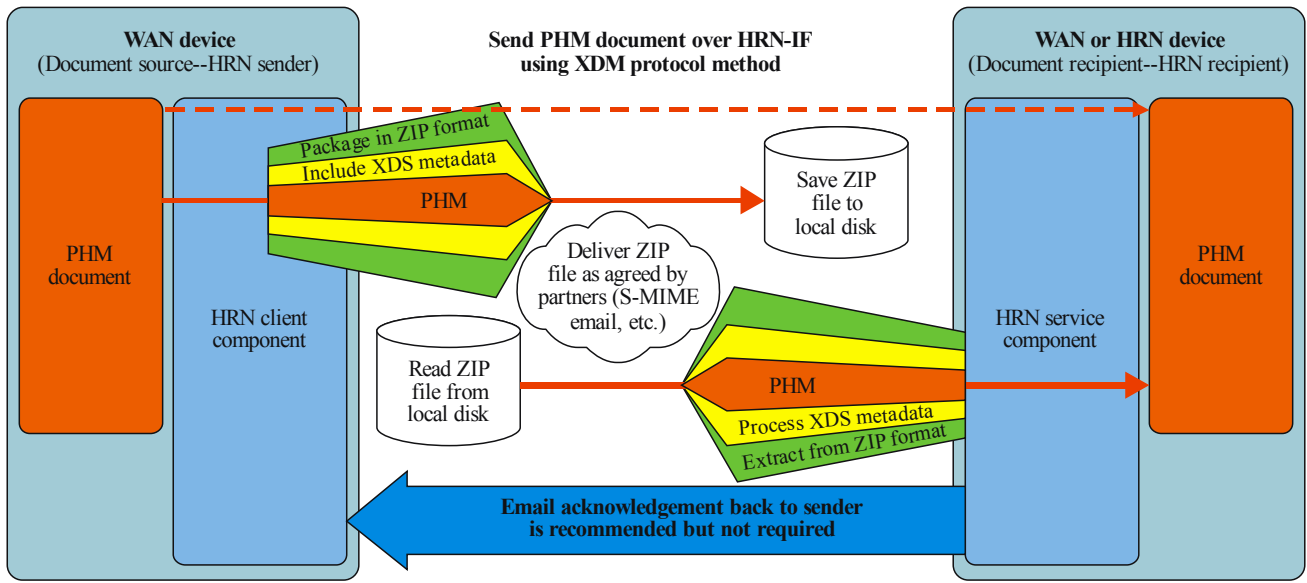 WAN device
(Document source--HRN sender)
Send PHM document over HRN-IF
using XDM protocol method
WAN or HRN device
(Document recipient--HRN recipient)
Package in ZIP format
Include XDS metadata
PHM
Save ZIP
file to
local disk
PHM
document
HRN client
component
Deliver ZIP
file as agreed by
partners (S-MIME
email, etc.)
Read ZIP
file from
local disk
PHM
Process XDS metadata
Extract from ZIP format
HRN service
component
PHM
document
Email acknowledgement back to sender
is recommended but not required